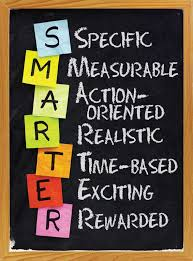 S Specific
M Measurable
A Action-
oriented
R Realistic
T Time-based
E Exciting
R Rewarded